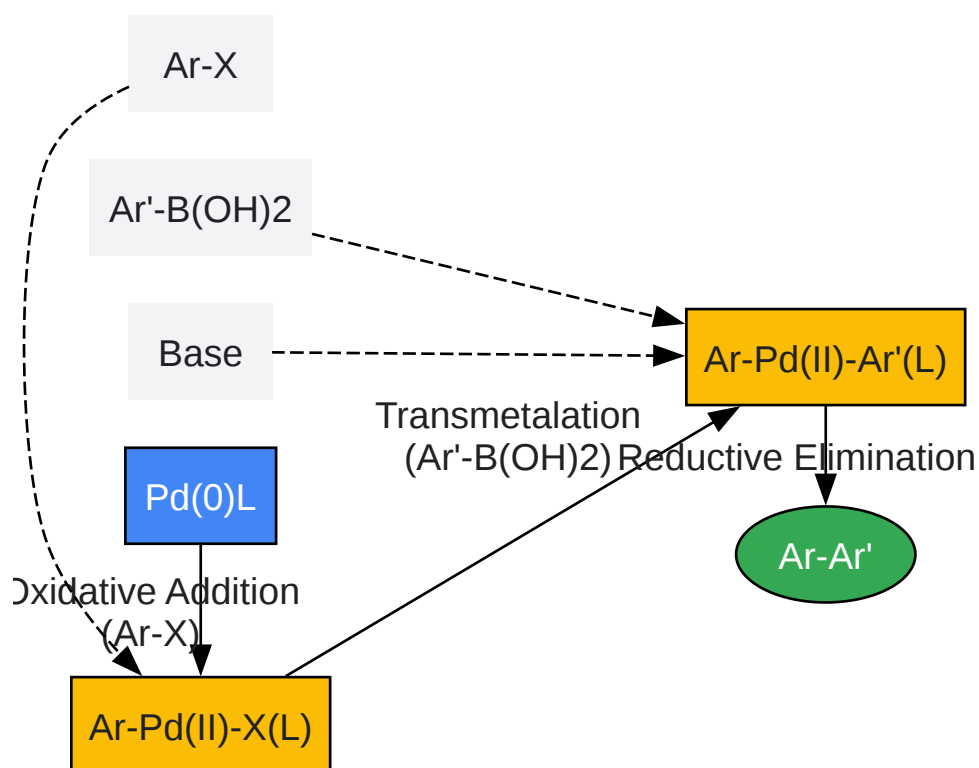 Ar-X
Ar'-B(OH)2
Base
Ar-Pd(II)-Ar'(L)
Transmetalation
(Ar'-B(OH)2)
Reductive Elimination
Pd(0)L
Ar-Ar'
Oxidative Addition
(Ar-X)
Ar-Pd(II)-X(L)